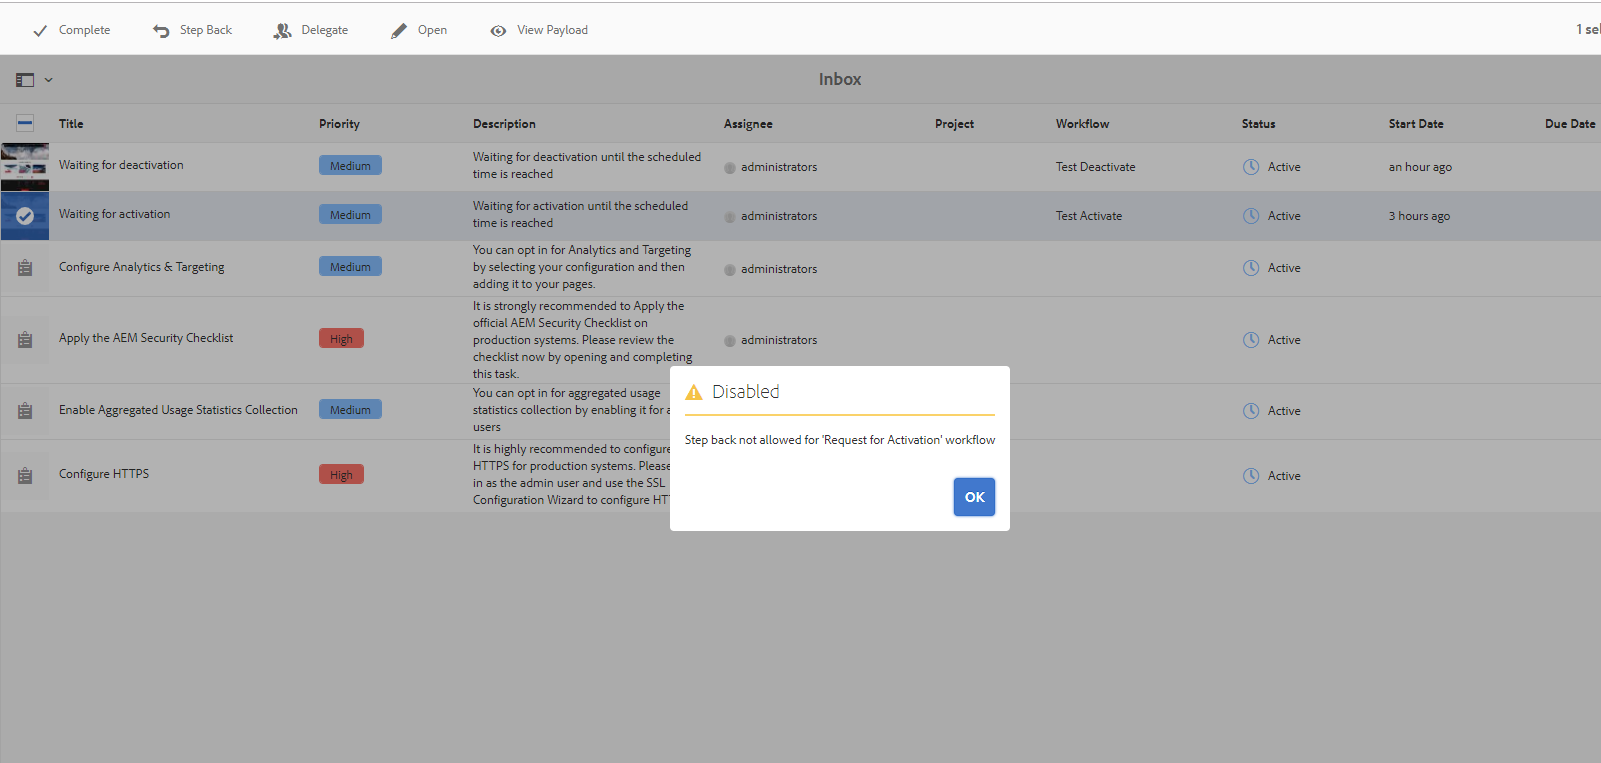 Complete Step Back Delegate Open View Payload 1 sel
Inbox
Title Priority Description Assignee Project Workflow Status Start Date Due Date
Waiting for deactivation Medium Waiting for deactivation until the scheduled administrators Test Deactivate Active an hour ago
time is reached
Waiting for activation Medium Waiting for activation until the scheduled administrators Test Activate Active 3 hours ago
time is reached
You can opt in for Analytics and Targeting
Configure Analytics & Targeting Medium by selecting your configuration and then administrators Active
adding it to your pages.
It is strongly recommended to Apply the
official AEM Security Checklist on
Apply the AEM Security Checklist High production systems. Please review the administrators Active
checklist now by opening and completing
this task.
You can opt in for aggregated usage
Enable Aggregated Usage Statistics Collection Medium statistics collection by enabling it for a Active
users
It is highly recommended to configure
Configure HTTPS High HTTPS for production systems. Please Active
in as the admin user and use the SSL
Configuration Wizard to configure HT
Disabled
Step back not allowed for 'Request for Activation' workflow
OK